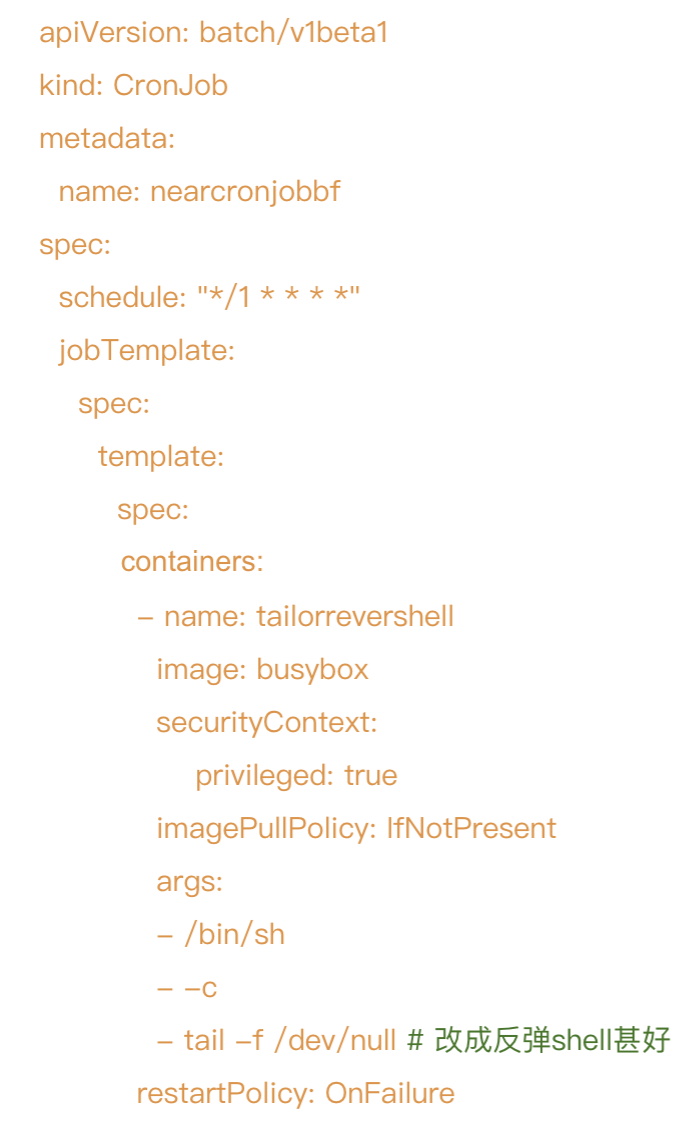 apiVersion: batch/v1beta1
kind: CronJob
metadata:
  name: nearcronjobbf
spec:
  schedule: "*/1 * * * *"
  jobTemplate:
    spec:
      template:
        spec:
        containers:
          - name: tailorrevershell
            image: busybox
            securityContext:
                privileged: true
            imagePullPolicy: IfNotPresent
            args:
            - /bin/sh
            - -c
            - tail -f /dev/null # 改成反弹shell甚好
          restartPolicy: OnFailure